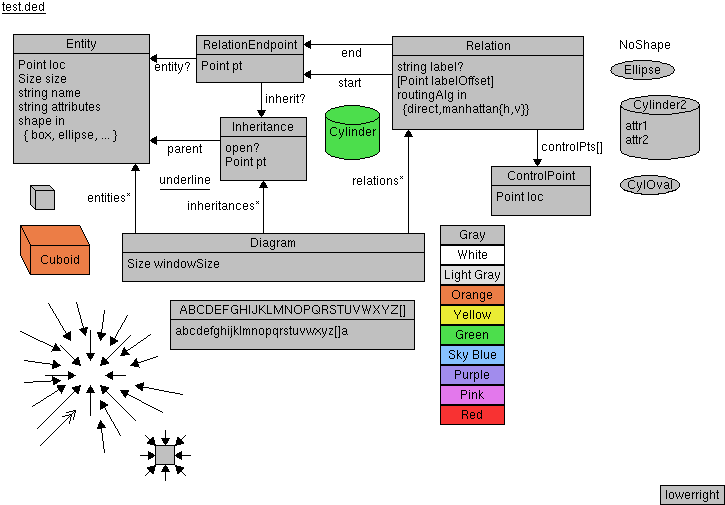 test.ded
Entity
Point loc
Size size
string name
string attributes
shape in
{ box, ellipse, ... }
entity?
RelationEndpoint
Point pt
end
start
Relation
string label?
[Point labelOffset]
routingAlg in
{direct,manhattan{h,v}}
NoShape
Ellipse
Cylinder2
attr1
attr2
CylOval
inherit?
Inheritance
open?
Point pt
parent
underline
Cylinder
controlPts[]
ControlPoint
Point loc
entities*
inheritances*
relations*
Cuboid
Diagram
Size windowSize
ABCDEFGHIJKLMNOPQRSTUVWXYZ[]
abcdefghijklmnopqrstuvwxyz[]a
Gray
White
Light Gray
Orange
Yellow
Green
Sky Blue
Purple
Pink
Red
lowerright